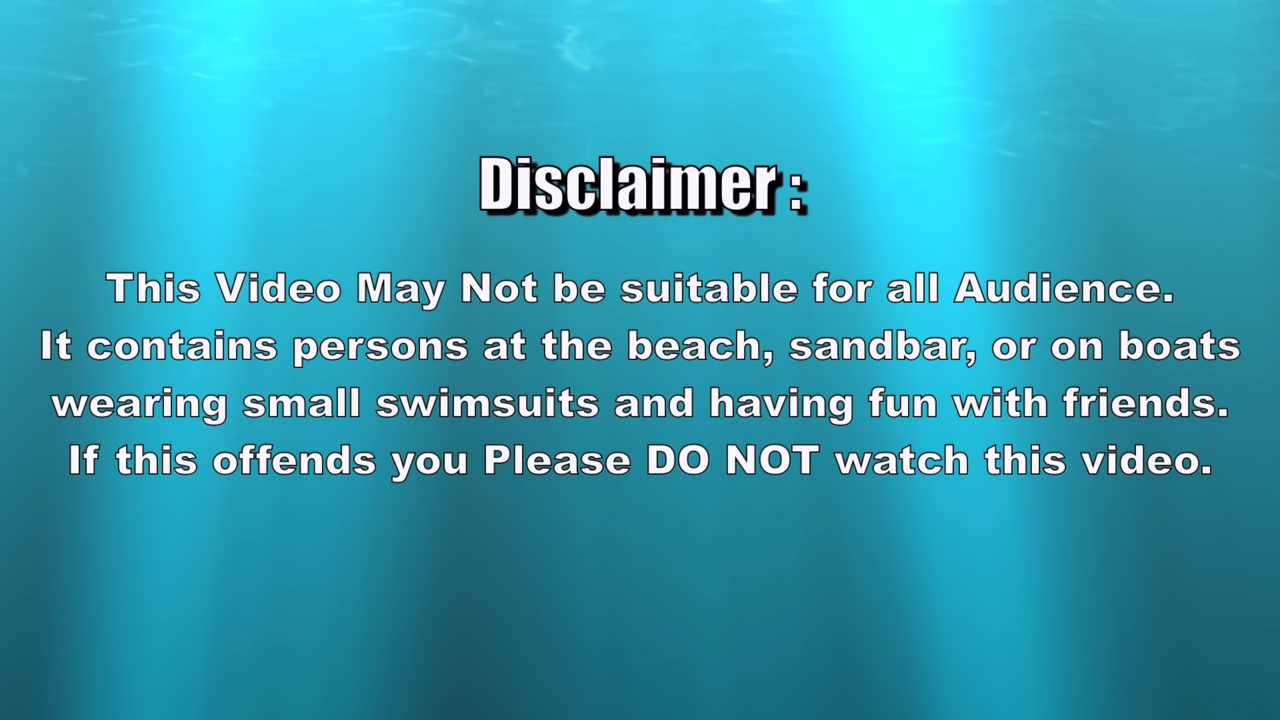 Disclaimer :
This Video May Not be suitable for all Audience.
It contains persons at the beach, sandbar, or on boats
wearing small swimsuits and having fun with friends.
If this offends you Please DO NOT watch this video.